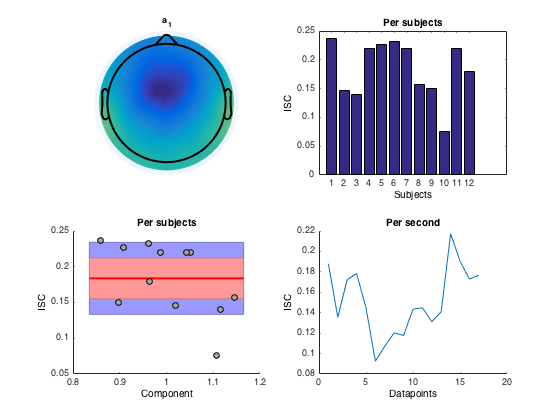 a1
Per subjects
0.25
0.2
0.15
0.1
0.05
0
ISC
1 2 3 4 5 6 7 8 9 10 11 12
Subjects
Per subjects
0.25
0.2
0.15
0.1
0.05
ISC
0.8 0.9 1 1.1 1.2
Component
Per second
0.22
0.2
0.18
0.16
0.14
0.12
0.1
0.08
ISC
0 5 10 15 20
Datapoints